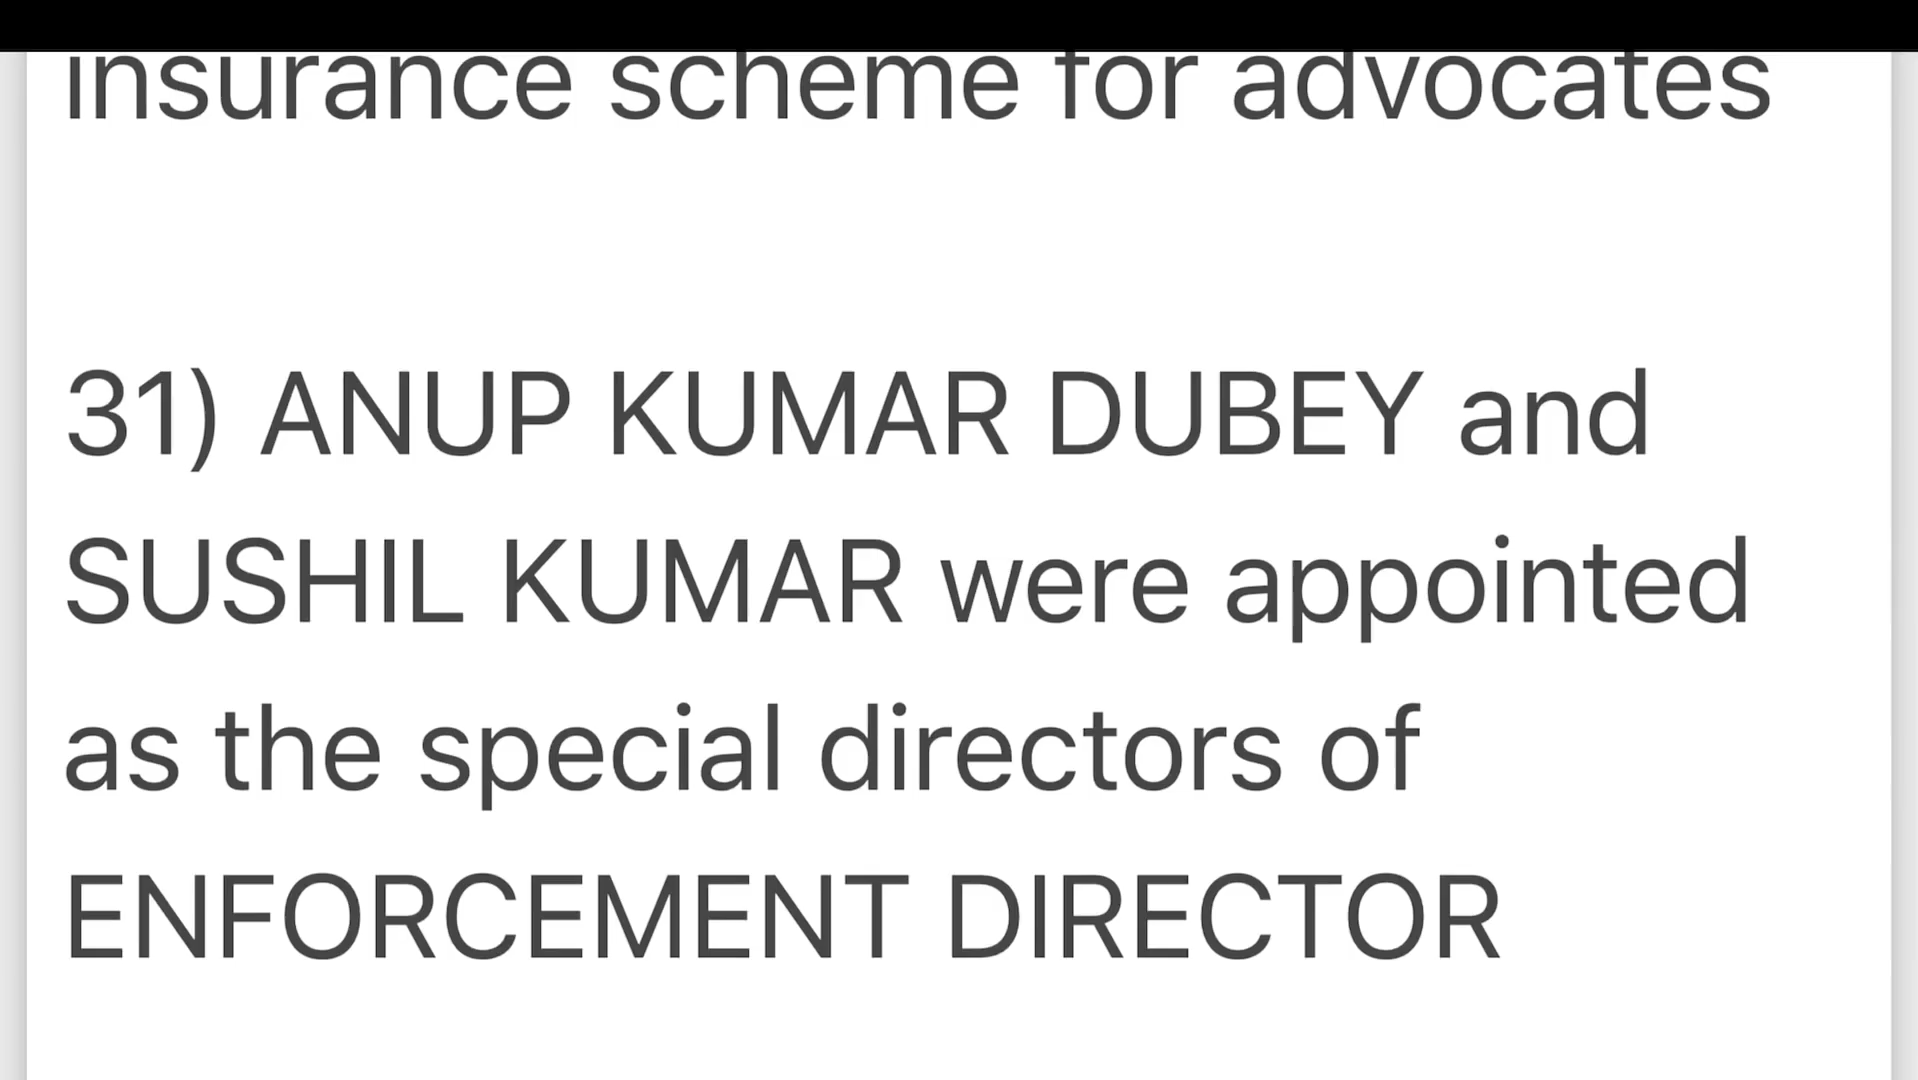 insurance scheme for advocates
31) ANUP KUMAR DUBEY and
SUSHIL KUMAR were appointed
as the special directors of
ENFORCEMENT DIRECTOR